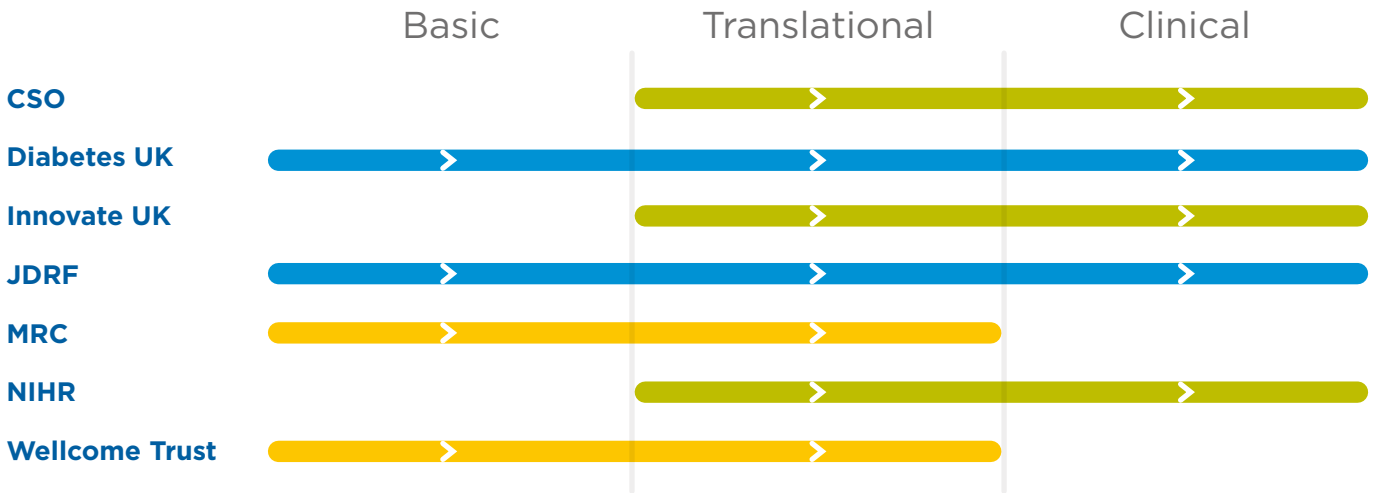 Basic Translational Clinical
CSO
Diabetes UK
Innovate UK
JDRF
MRC
NIHR
Wellcome Trust